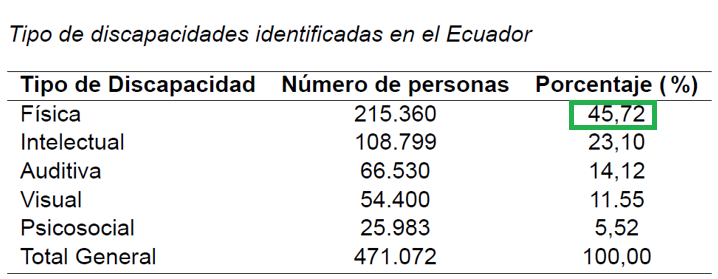 Tipo de discapacidades identificadas en el Ecuador
Tipo de Discapacidad Número de personas Porcentaje (%)
Física 215.360 45,72
Intelectual 108.799 23,10
Auditiva 66.530 14,12
Visual 54.400 11.55
Psicosocial 25.983 5,52
Total General 471.072 100,00